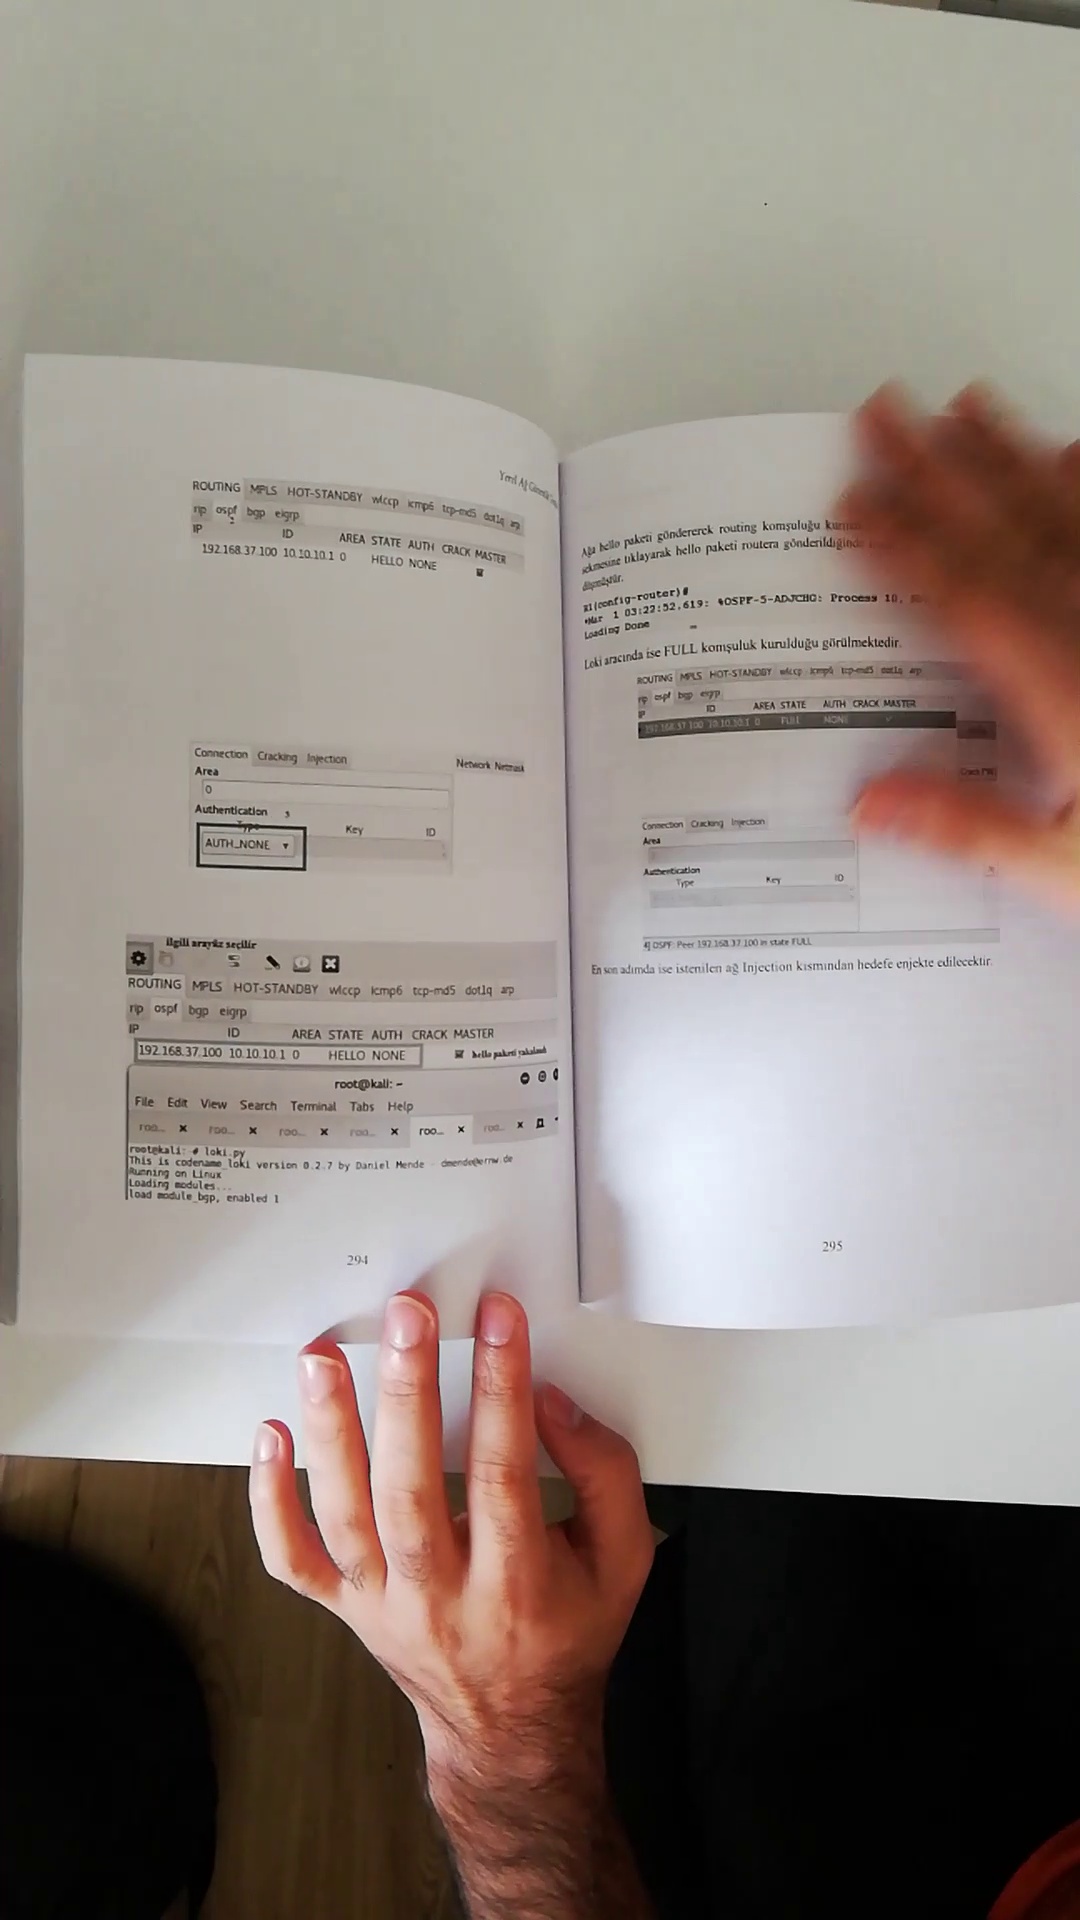 Yerel Ağ Güvenlik
ROUTING MPLS HOT-STANDBY wlccp icmp6 tcp-md5 dot1q arp
rip ospf bgp eigrp
IP ID AREA STATE AUTH CRACK MASTER
192.168.37.100 10.10.10.1 0 HELLO NONE
Connection Cracking Injection
Network Netmask
Area
0
Authentication
Type Key ID
AUTH_NONE
ilgili arayüz seçilir
ROUTING MPLS HOT-STANDBY wlccp icmp6 tcp-md5 dot1q arp
rip ospf bgp eigrp
IP ID AREA STATE AUTH CRACK MASTER
192.168.37.100 10.10.10.1 0 HELLO NONE hello paketi yakalandı
root@kali: ~
File Edit View Search Terminal Tabs Help
roo... roo... roo... roo... roo... roo...
root@kali: # loki.py
This is codename loki version 0.2.7 by Daniel Mende - dmende@ernw.de
Running on Linux
Loading modules...
load module_bgp, enabled 1
294
Ağa hello paketi göndererek routing komşuluğu
sekmesine tıklayarak hello paketi routera gönderildiğinde
düşmüştür.
R1(config-router)#
*Mar 1 03:22:52.619: %OSPF-5-ADJCHG: Process 10,
Loading Done
Loki aracında ise FULL komşuluk kurulduğu görülmektedir.
ROUTING MPLS HOT-STANDBY wlccp icmp6 tcp-md5 dot1q arp
rip ospf bgp eigrp
IP ID AREA STATE AUTH CRACK MASTER
192.168.37.100 10.10.10.1 0 FULL NONE
Crack PW
Connection Cracking Injection
Area
Authentication
Type Key ID
OSPF: Peer 192.168.37.100 in state FULL
En son adımda ise istenilen ağ Injection kısmından hedefe enjekte edilecektir.
295